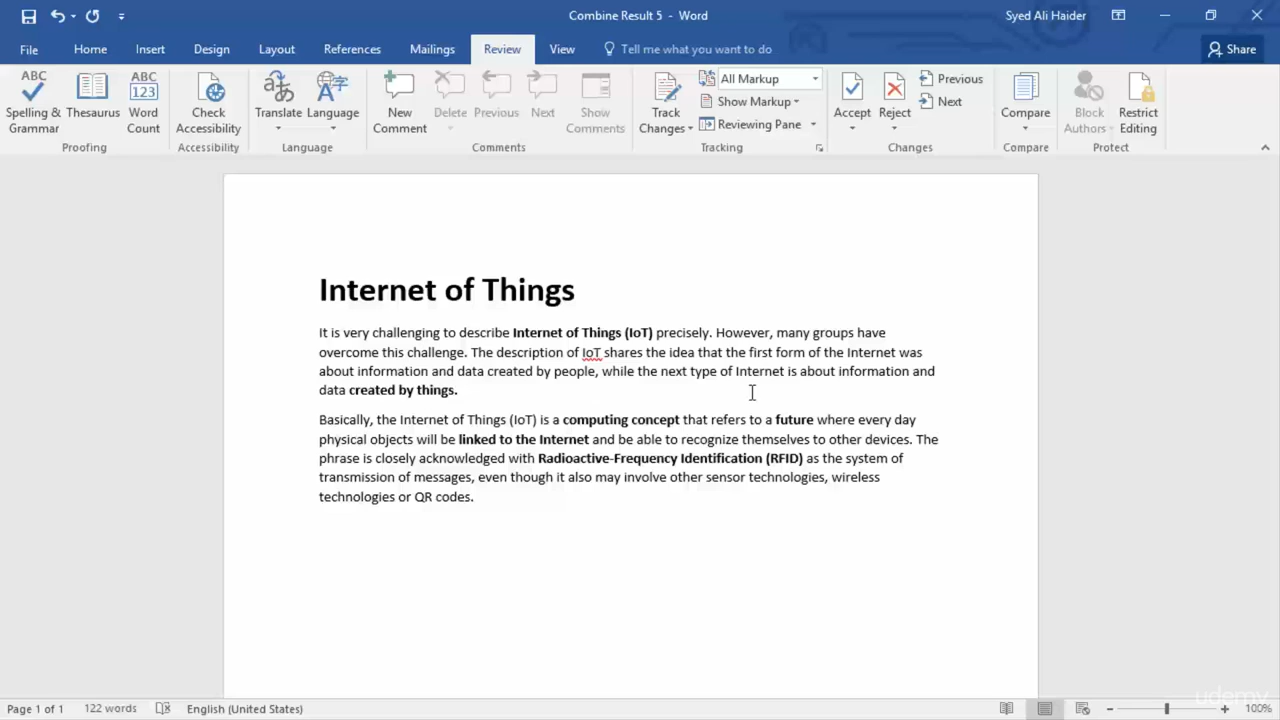 Combine Result 5 - Word
Syed Ali Haider
File Home Insert Design Layout References Mailings Review View Tell me what you want to do Share
Spelling & Grammar
Thesaurus
Word Count
Check Accessibility
Translate
Language
New Comment
Delete
Previous
Next
Show Comments
Track Changes
All Markup
Show Markup
Reviewing Pane
Accept
Reject
Previous
Next
Compare
Block Authors
Restrict Editing
Proofing Accessibility Language Comments Tracking Changes Compare Protect
Internet of Things
It is very challenging to describe Internet of Things (IoT) precisely. However, many groups have
overcome this challenge. The description of IoT shares the idea that the first form of the Internet was
about information and data created by people, while the next type of Internet is about information and
data created by things.
Basically, the Internet of Things (IoT) is a computing concept that refers to a future where every day
physical objects will be linked to the Internet and be able to recognize themselves to other devices. The
phrase is closely acknowledged with Radioactive-Frequency Identification (RFID) as the system of
transmission of messages, even though it also may involve other sensor technologies, wireless
technologies or QR codes.
Page 1 of 1 122 words English (United States) 100%
udemy